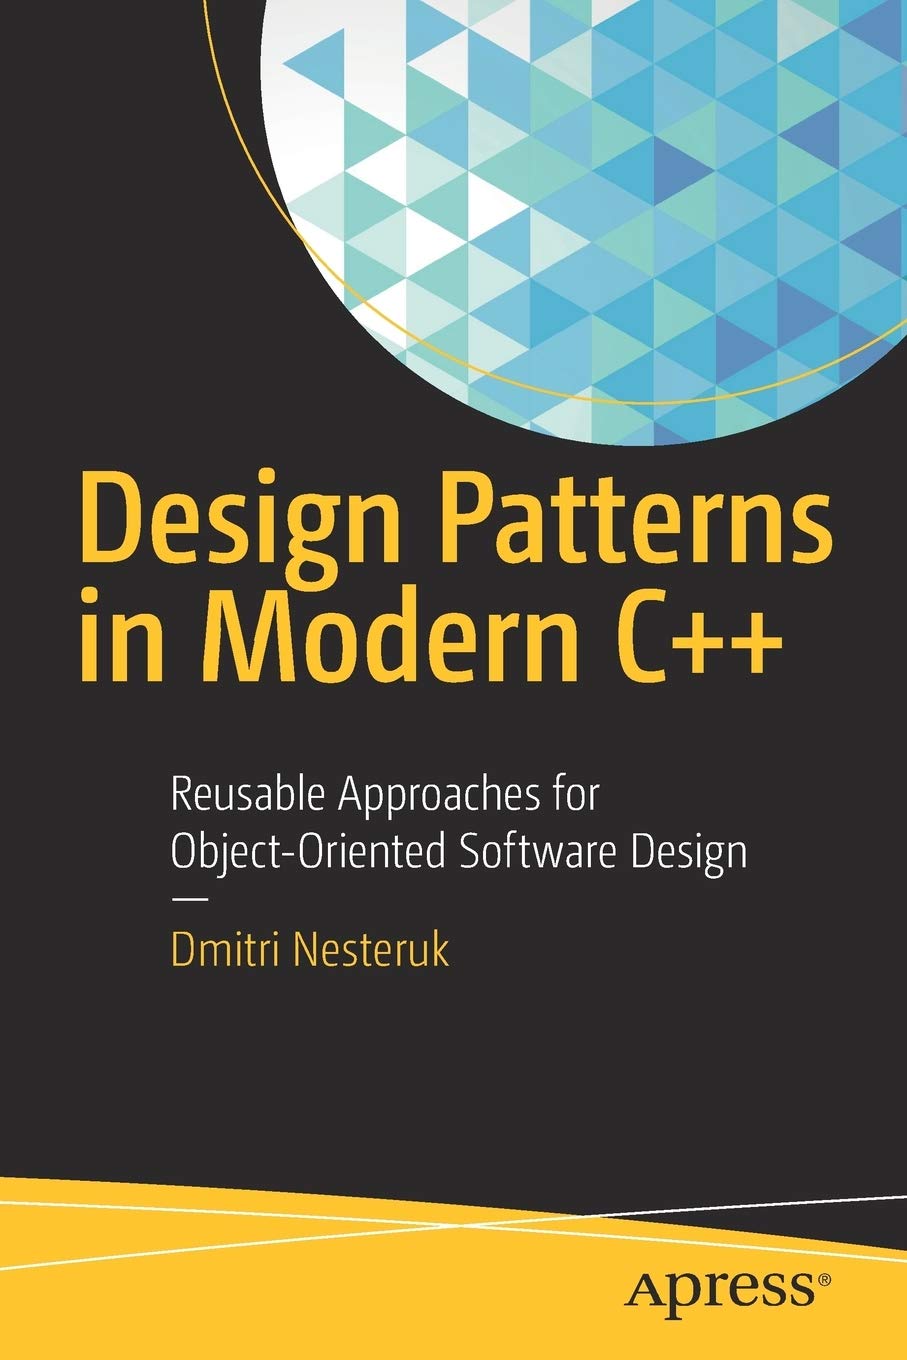 Design Patterns
in Modern C++
Reusable Approaches for
Object-Oriented Software Design
Dmitri Nesteruk
Apress®